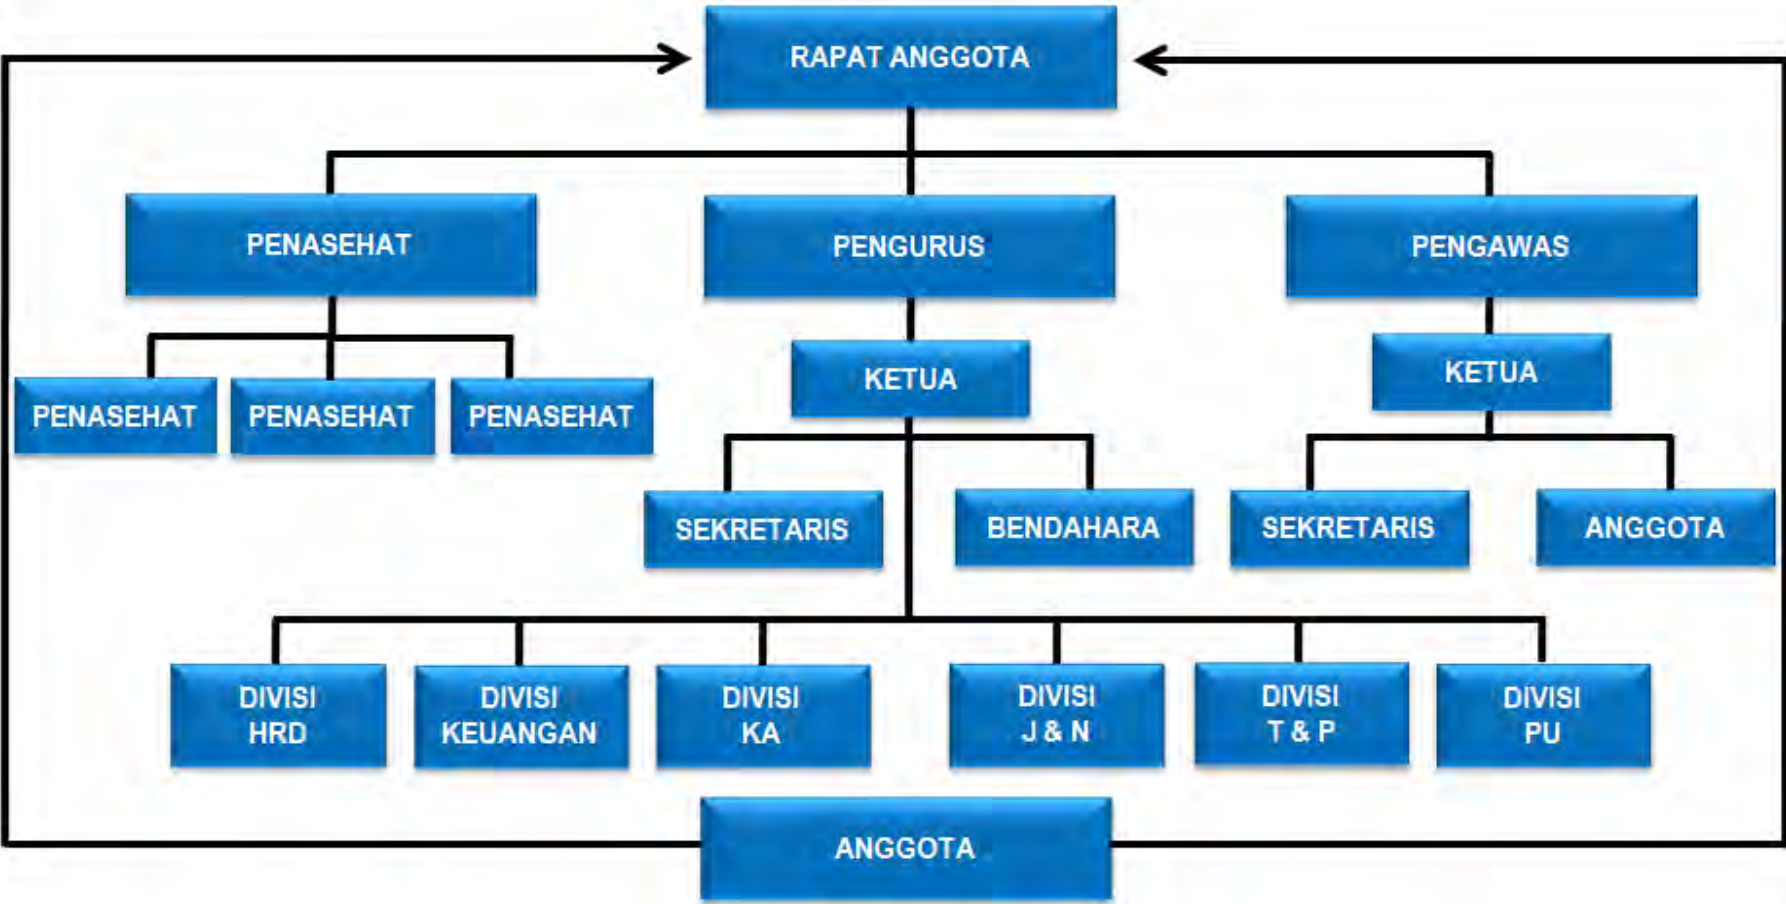 RAPAT ANGGOTA
PENASEHAT
PENGURUS
PENGAWAS
KETUA
KETUA
PENASEHAT
PENASEHAT
PENASEHAT
SEKRETARIS
BENDAHARA
SEKRETARIS
ANGGOTA
DIVISI
HRD
DIVISI
KEUANGAN
DIVISI
KA
DIVISI
J & N
DIVISI
T & P
DIVISI
PU
ANGGOTA